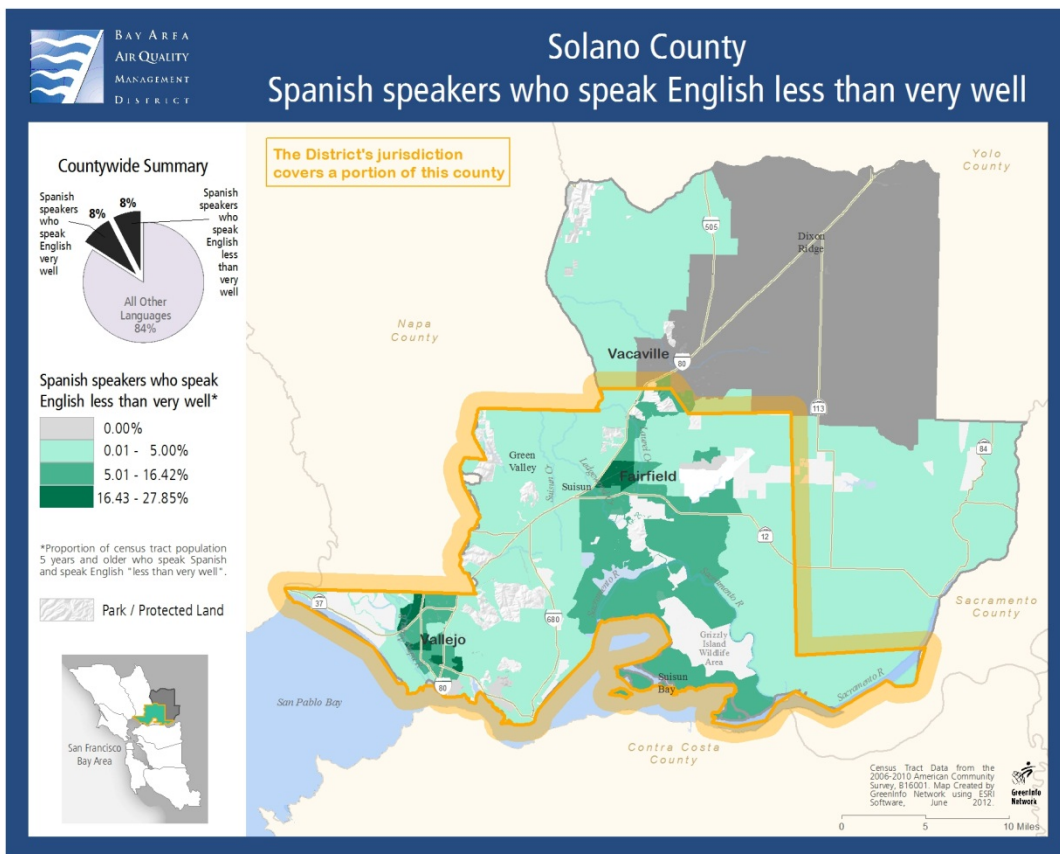 BAY AREA
AIR QUALITY
MANAGEMENT
DISTRICT
Solano County
Spanish speakers who speak English less than very well
Countywide Summary
Spanish
speakers
who
speak
English
very
well
8%
8%
Spanish
speakers
who
speak
English
less
than
very
well
All Other
Languages
84%
Spanish speakers who speak
English less than very well*
0.00%
0.01 - 5.00%
5.01 - 16.42%
16.43 - 27.85%
*Proportion of census tract population
5 years and older who speak Spanish
and speak English "less than very well".
Park / Protected Land
San Francisco
Bay Area
The District's jurisdiction
covers a portion of this county
Yolo
County
505
Dixon
Ridge
Napa
County
Vacaville
80
113
84
Green
Valley
Suisun Cr
Ledgewood
Laurel Cr
Fairfield
Suisun
12
Sacramento R
Sacramento R
Sacramento
County
37
Vallejo
680
80
Grizzly
Island
Wildlife
Area
Suisun
Bay
Sacramento R
San Pablo Bay
Contra Costa
County
Census Tract Data from the
2006-2010 American Community
Survey, B16001. Map Created by
GreenInfo Network using ESRI
Software, June 2012.
GreenInfo
Network
0 5 10 Miles